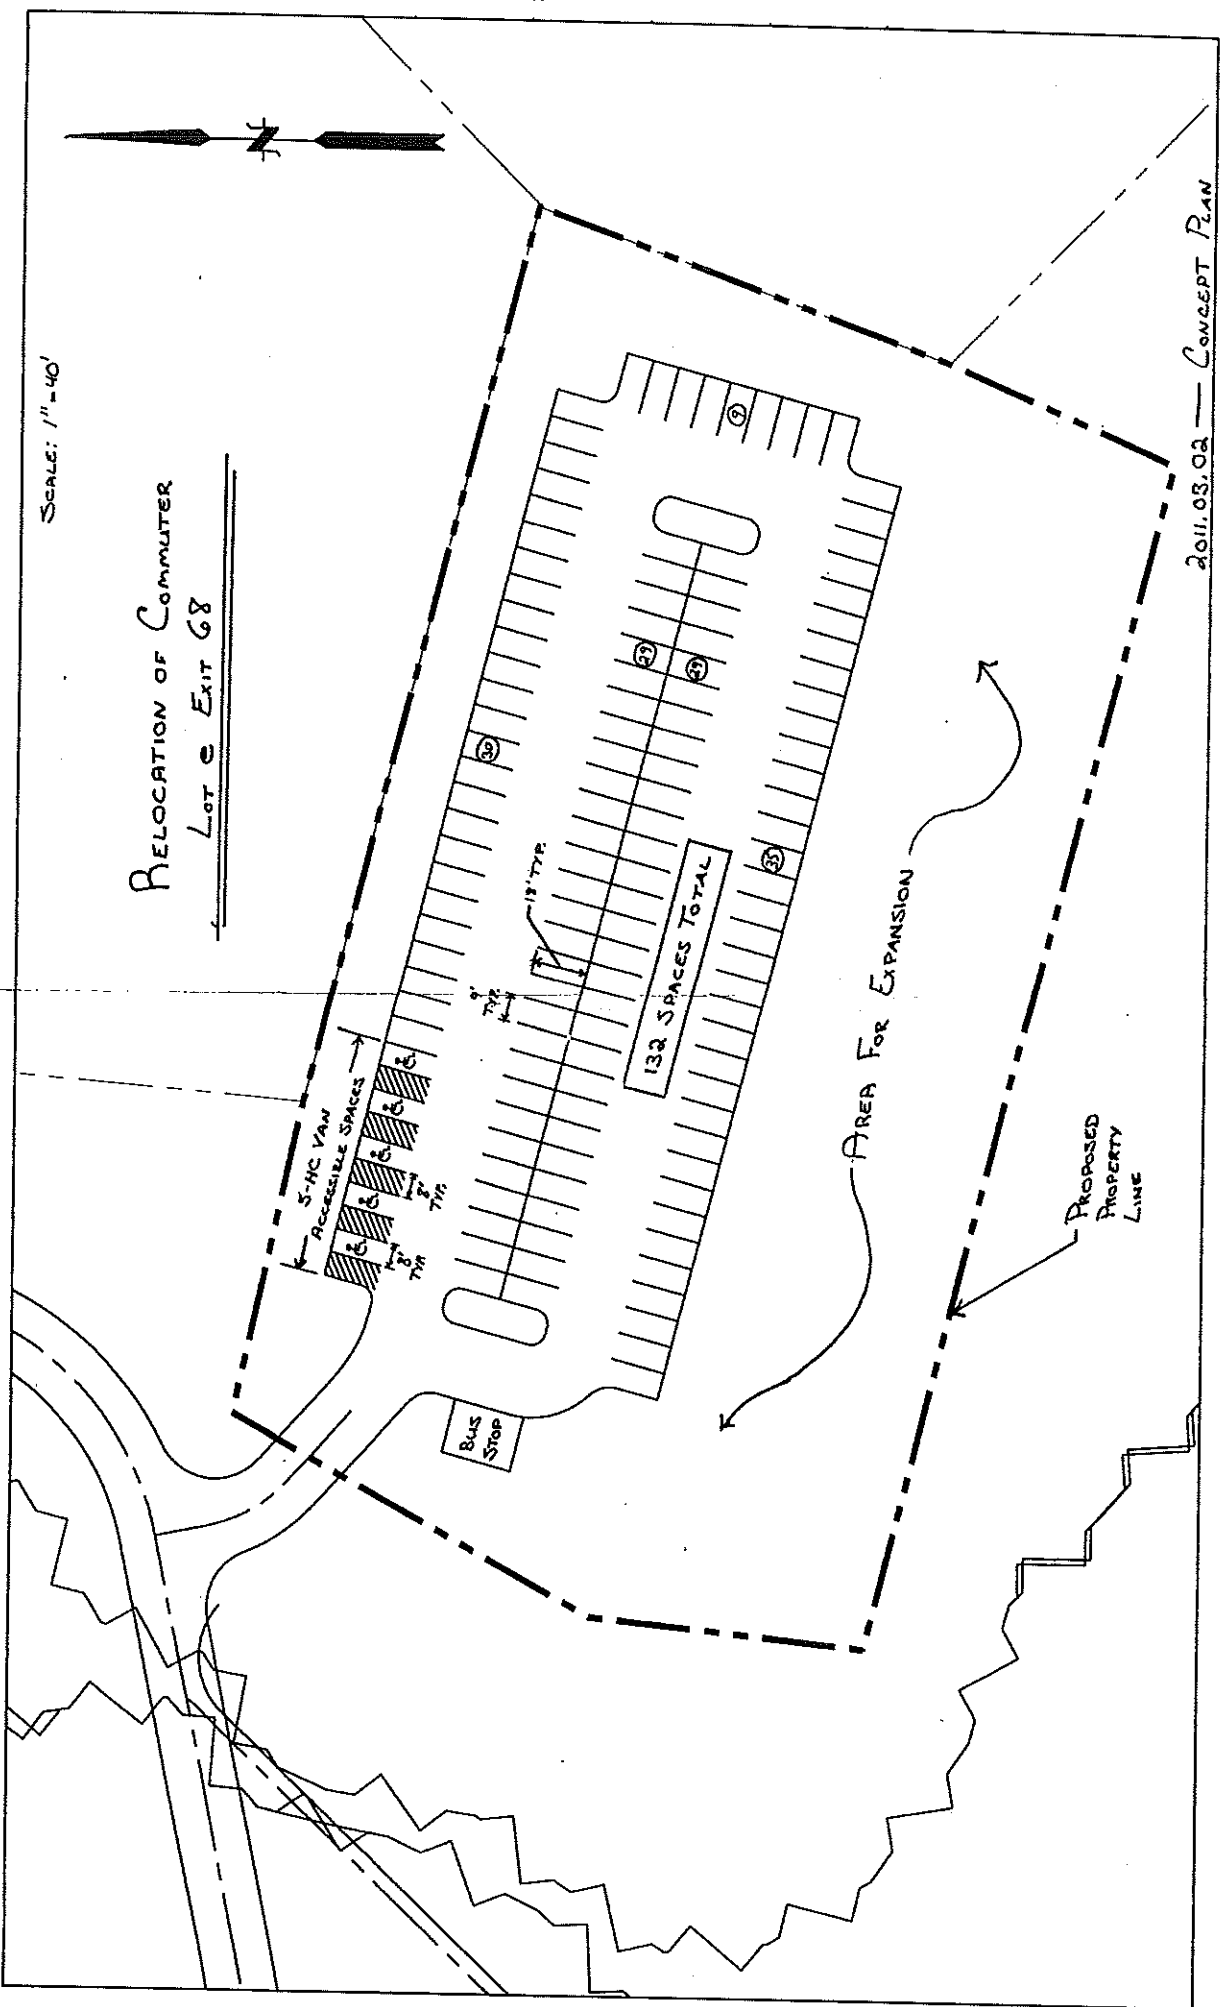 SCALE: 1"=40'
RELOCATION OF COMMUTER
LOT @ EXIT 68
N
5-HC VAN
ACCESSIBLE SPACES
8'
TYP.
8'
TYP.
9'
TYP.
18' TYP.
30
29
29
9
35
132 SPACES TOTAL
BUS
STOP
AREA FOR EXPANSION
PROPOSED
PROPERTY
LINE
2011.03.02 — CONCEPT PLAN